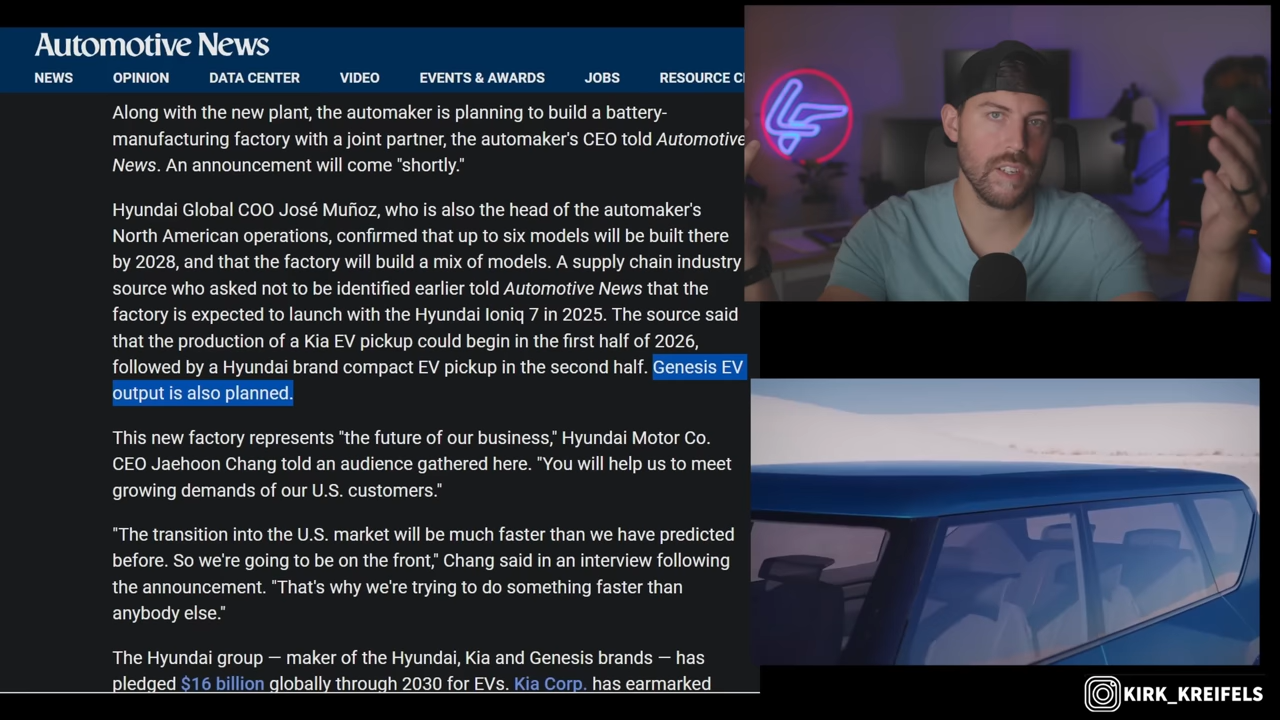 Automotive News
NEWS OPINION DATA CENTER VIDEO EVENTS & AWARDS JOBS RESOURCE
Along with the new plant, the automaker is planning to build a battery-
manufacturing factory with a joint partner, the automaker's CEO told Automotive
News. An announcement will come "shortly."
Hyundai Global COO José Muñoz, who is also the head of the automaker's
North American operations, confirmed that up to six models will be built there
by 2028, and that the factory will build a mix of models. A supply chain industry
source who asked not to be identified earlier told Automotive News that the
factory is expected to launch with the Hyundai Ioniq 7 in 2025. The source said
that the production of a Kia EV pickup could begin in the first half of 2026,
followed by a Hyundai brand compact EV pickup in the second half. Genesis EV
output is also planned.
This new factory represents "the future of our business," Hyundai Motor Co.
CEO Jaehoon Chang told an audience gathered here. "You will help us to meet
growing demands of our U.S. customers."
"The transition into the U.S. market will be much faster than we have predicted
before. So we're going to be on the front," Chang said in an interview following
the announcement. "That's why we're trying to do something faster than
anybody else."
The Hyundai group — maker of the Hyundai, Kia and Genesis brands — has
pledged $16 billion globally through 2030 for EVs. Kia Corp. has earmarked
KIRK_KREIFELS